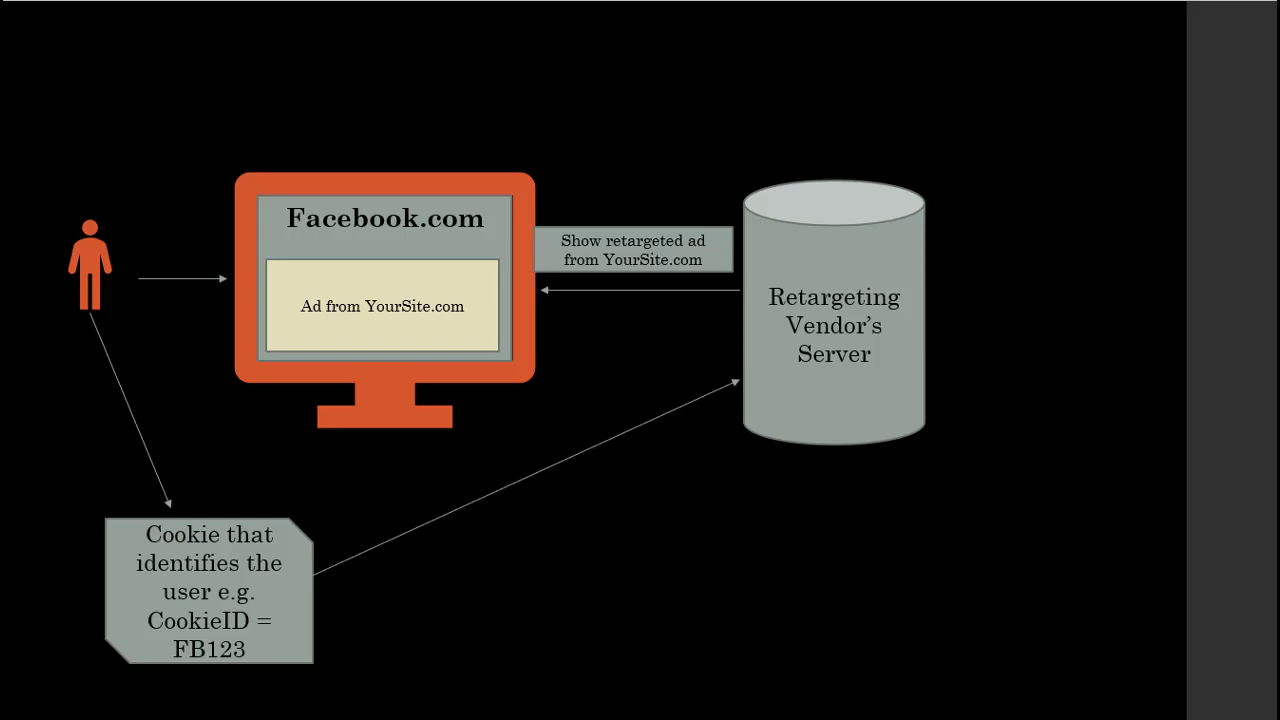 Facebook.com
Ad from YourSite.com
Show retargeted ad
from YourSite.com
Retargeting
Vendor’s
Server
Cookie that
identifies the
user e.g.
CookieID =
FB123